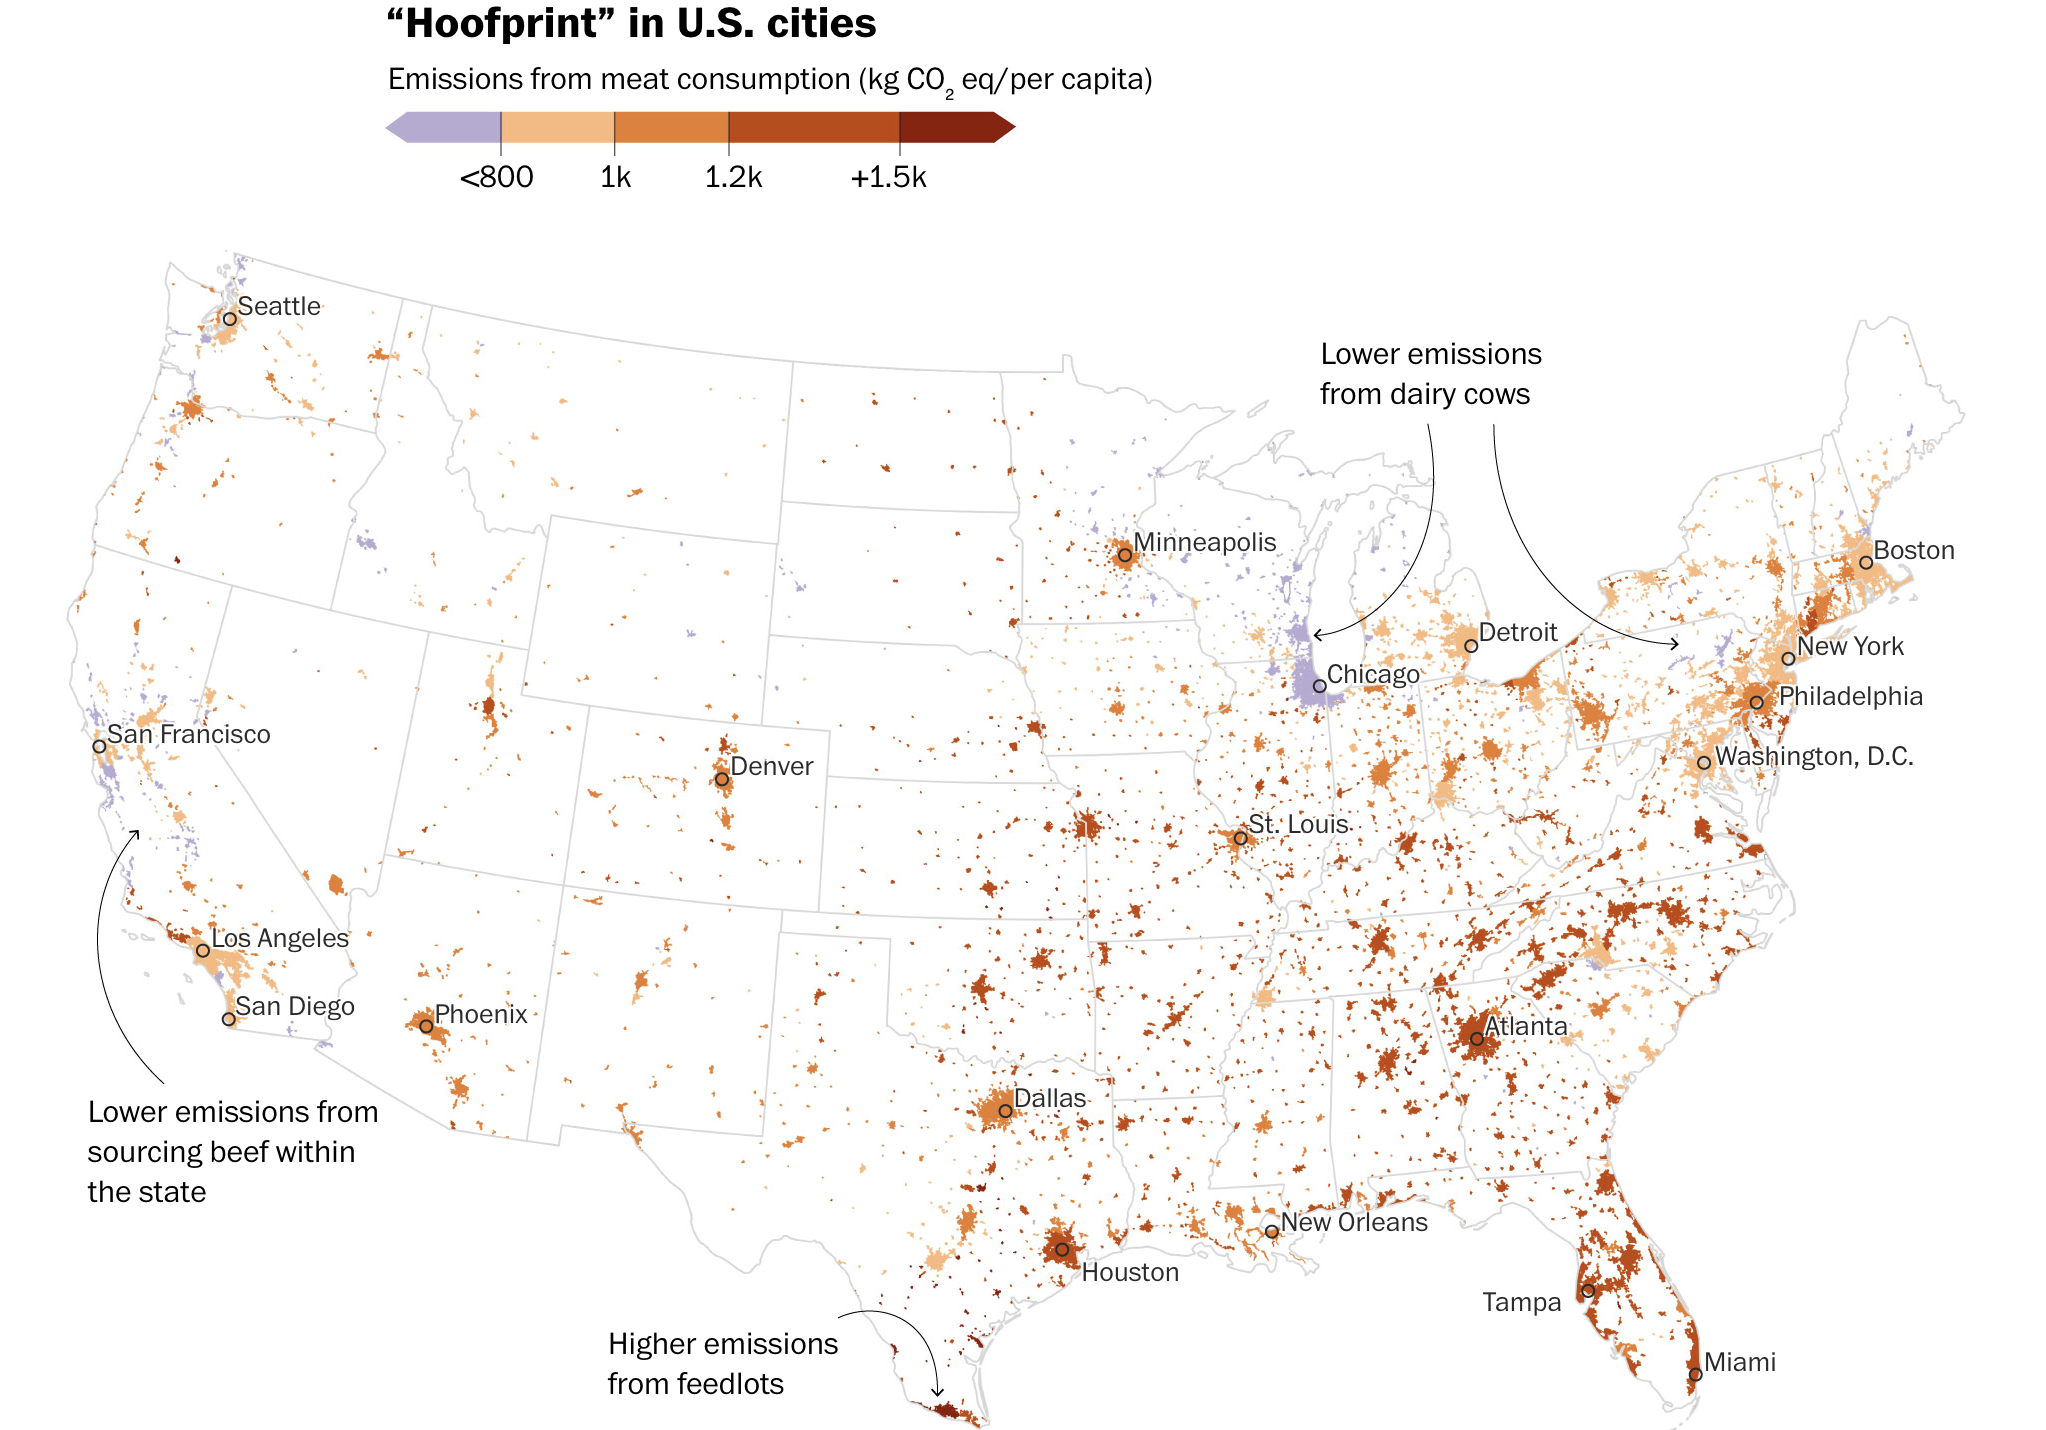 “Hoofprint” in U.S. cities
Emissions from meat consumption (kg CO₂ eq/per capita)
<800 1k 1.2k +1.5k
Seattle
Lower emissions
from dairy cows
Minneapolis
Boston
Detroit
New York
Chicago
Philadelphia
San Francisco
Washington, D.C.
Denver
St. Louis
Los Angeles
San Diego
Phoenix
Atlanta
Dallas
Lower emissions from
sourcing beef within
the state
New Orleans
Houston
Tampa
Higher emissions
from feedlots
Miami